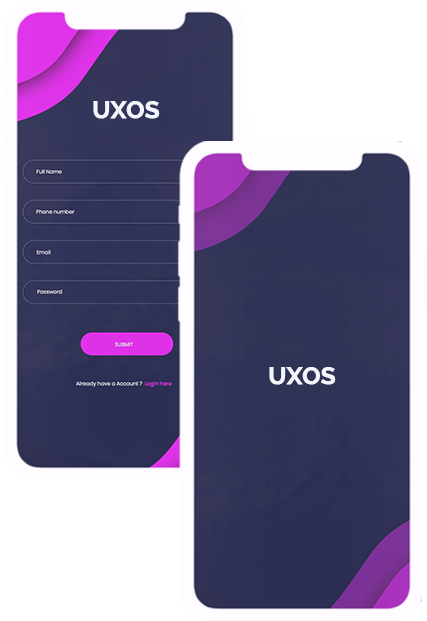 UXOS
Full Name
Phone number
Email
Password
SUBMIT
Already have a Account ? Login here
UXOS